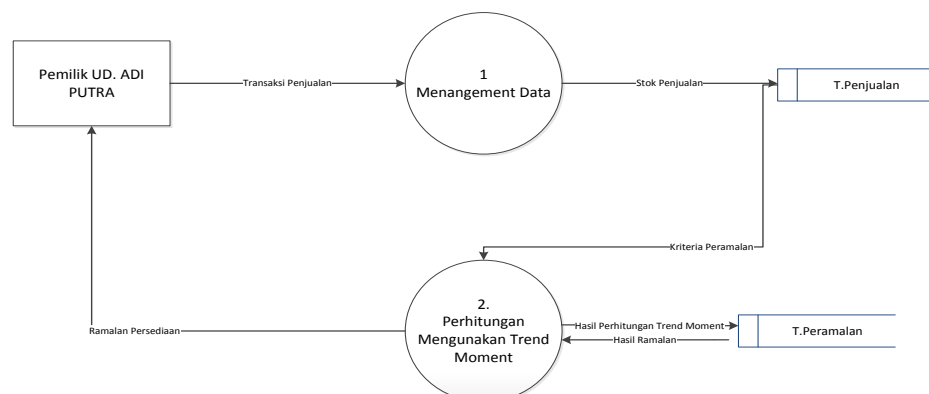 Pemilik UD. ADI
PUTRA
Transaksi Penjualan
1
Menangement Data
Stok Penjualan
T.Penjualan
Kriteria Peramalan
2.
Perhitungan
Mengunakan Trend
Moment
Ramalan Persediaan
Hasil Perhitungan Trend Moment
Hasil Ramalan
T.Peramalan